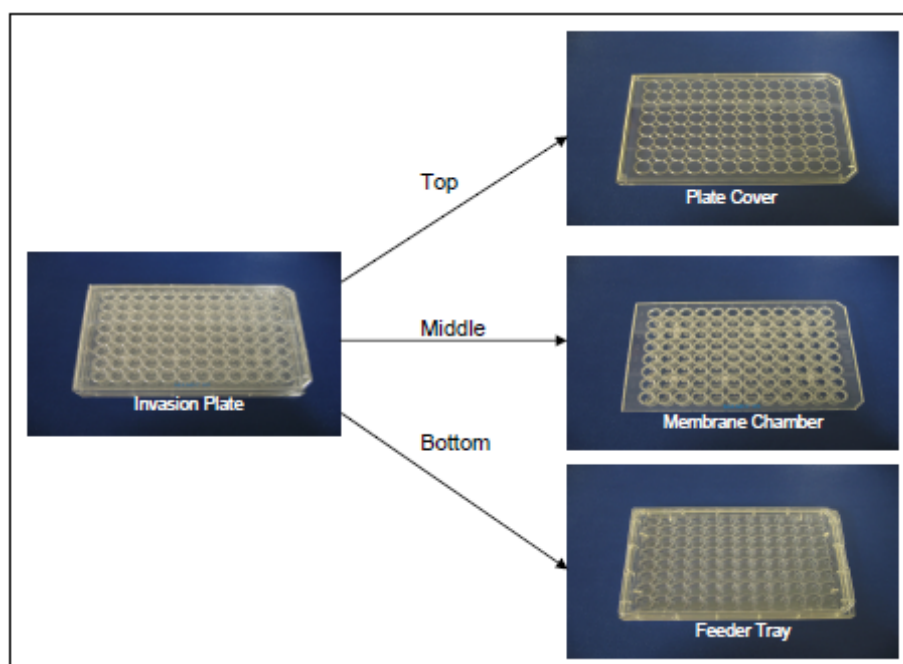 Top
Plate Cover
Invasion Plate
Middle
Membrane Chamber
Bottom
Feeder Tray